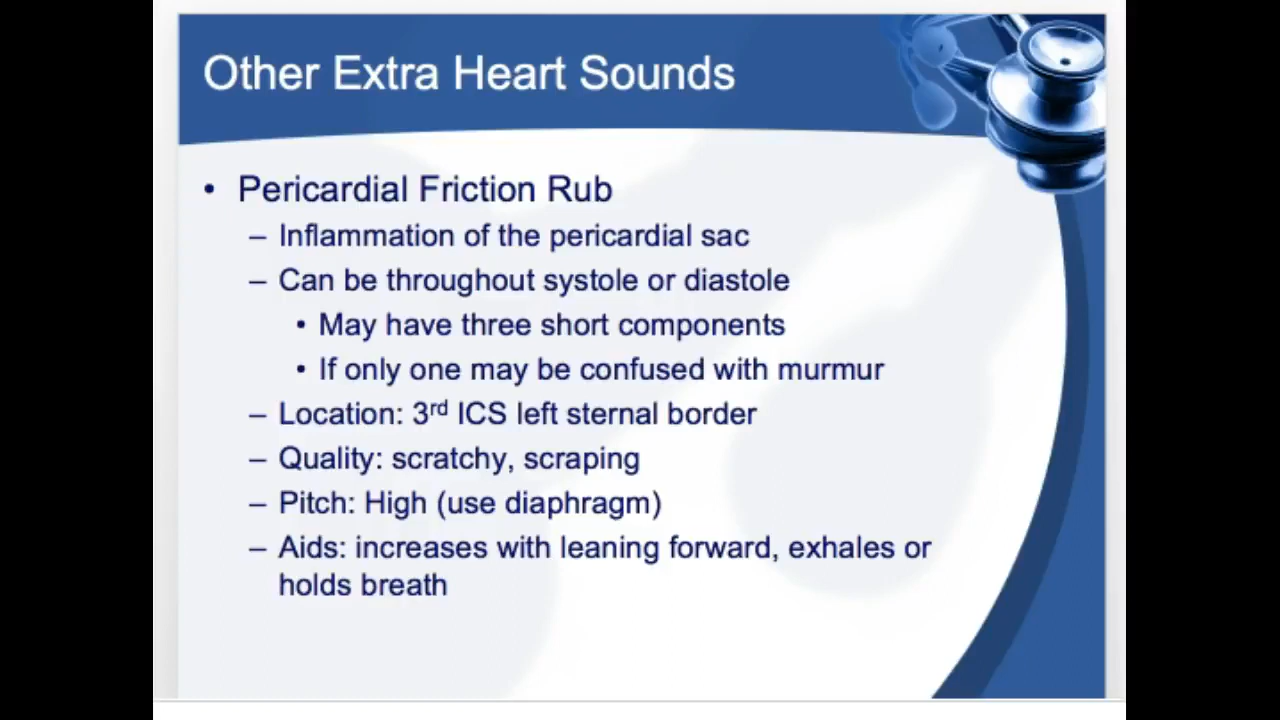 Other Extra Heart Sounds
• Pericardial Friction Rub
– Inflammation of the pericardial sac
– Can be throughout systole or diastole
• May have three short components
• If only one may be confused with murmur
– Location: 3rd ICS left sternal border
– Quality: scratchy, scraping
– Pitch: High (use diaphragm)
– Aids: increases with leaning forward, exhales or
holds breath